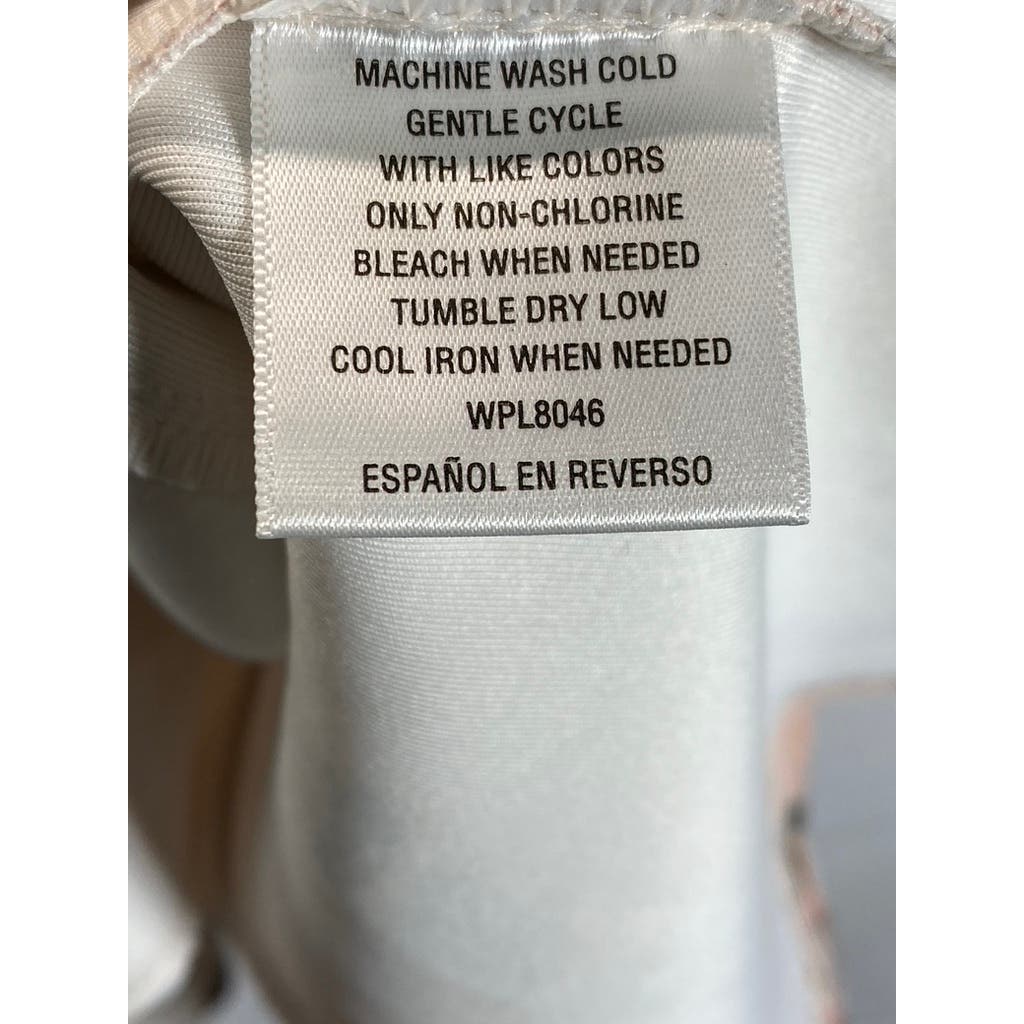 MACHINE WASH COLD
GENTLE CYCLE
WITH LIKE COLORS
ONLY NON-CHLORINE
BLEACH WHEN NEEDED
TUMBLE DRY LOW
COOL IRON WHEN NEEDED
WPL8046
ESPAÑOL EN REVERSO